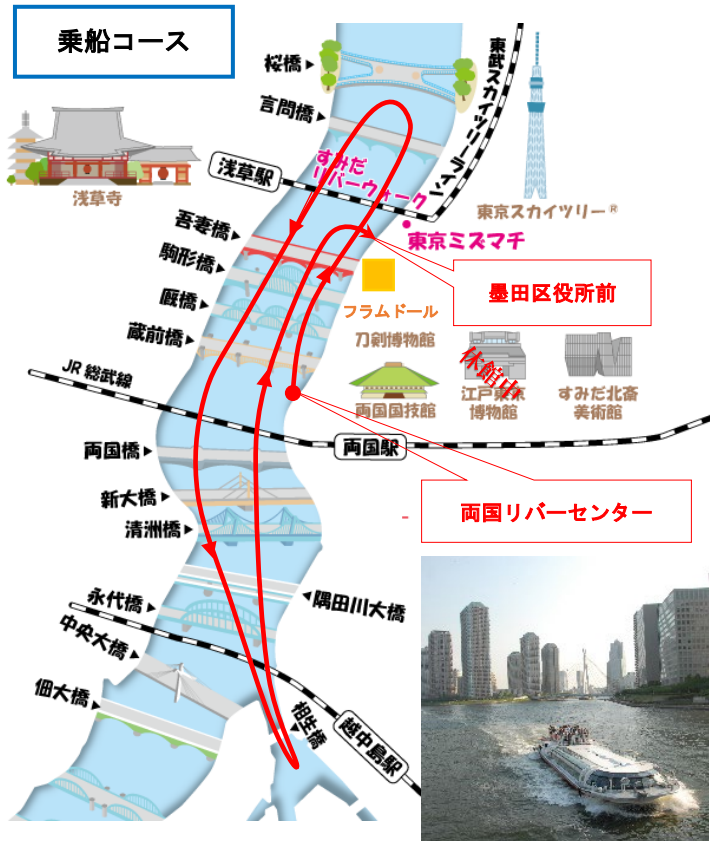 乗船コース
桜橋
言問橋
東武スカイツリーライン
浅草寺
浅草駅
すみだ
リバーウォーク
東京スカイツリー®
東京ミズマチ
吾妻橋
駒形橋
厩橋
蔵前橋
墨田区役所前
フラムドール
刀剣博物館
両国国技館
休館中
江戸東京
博物館
すみだ北斎
美術館
JR 総武線
両国駅
両国橋
新大橋
清洲橋
両国リバーセンター
永代橋
隅田川大橋
中央大橋
佃大橋
相生橋
越中島駅